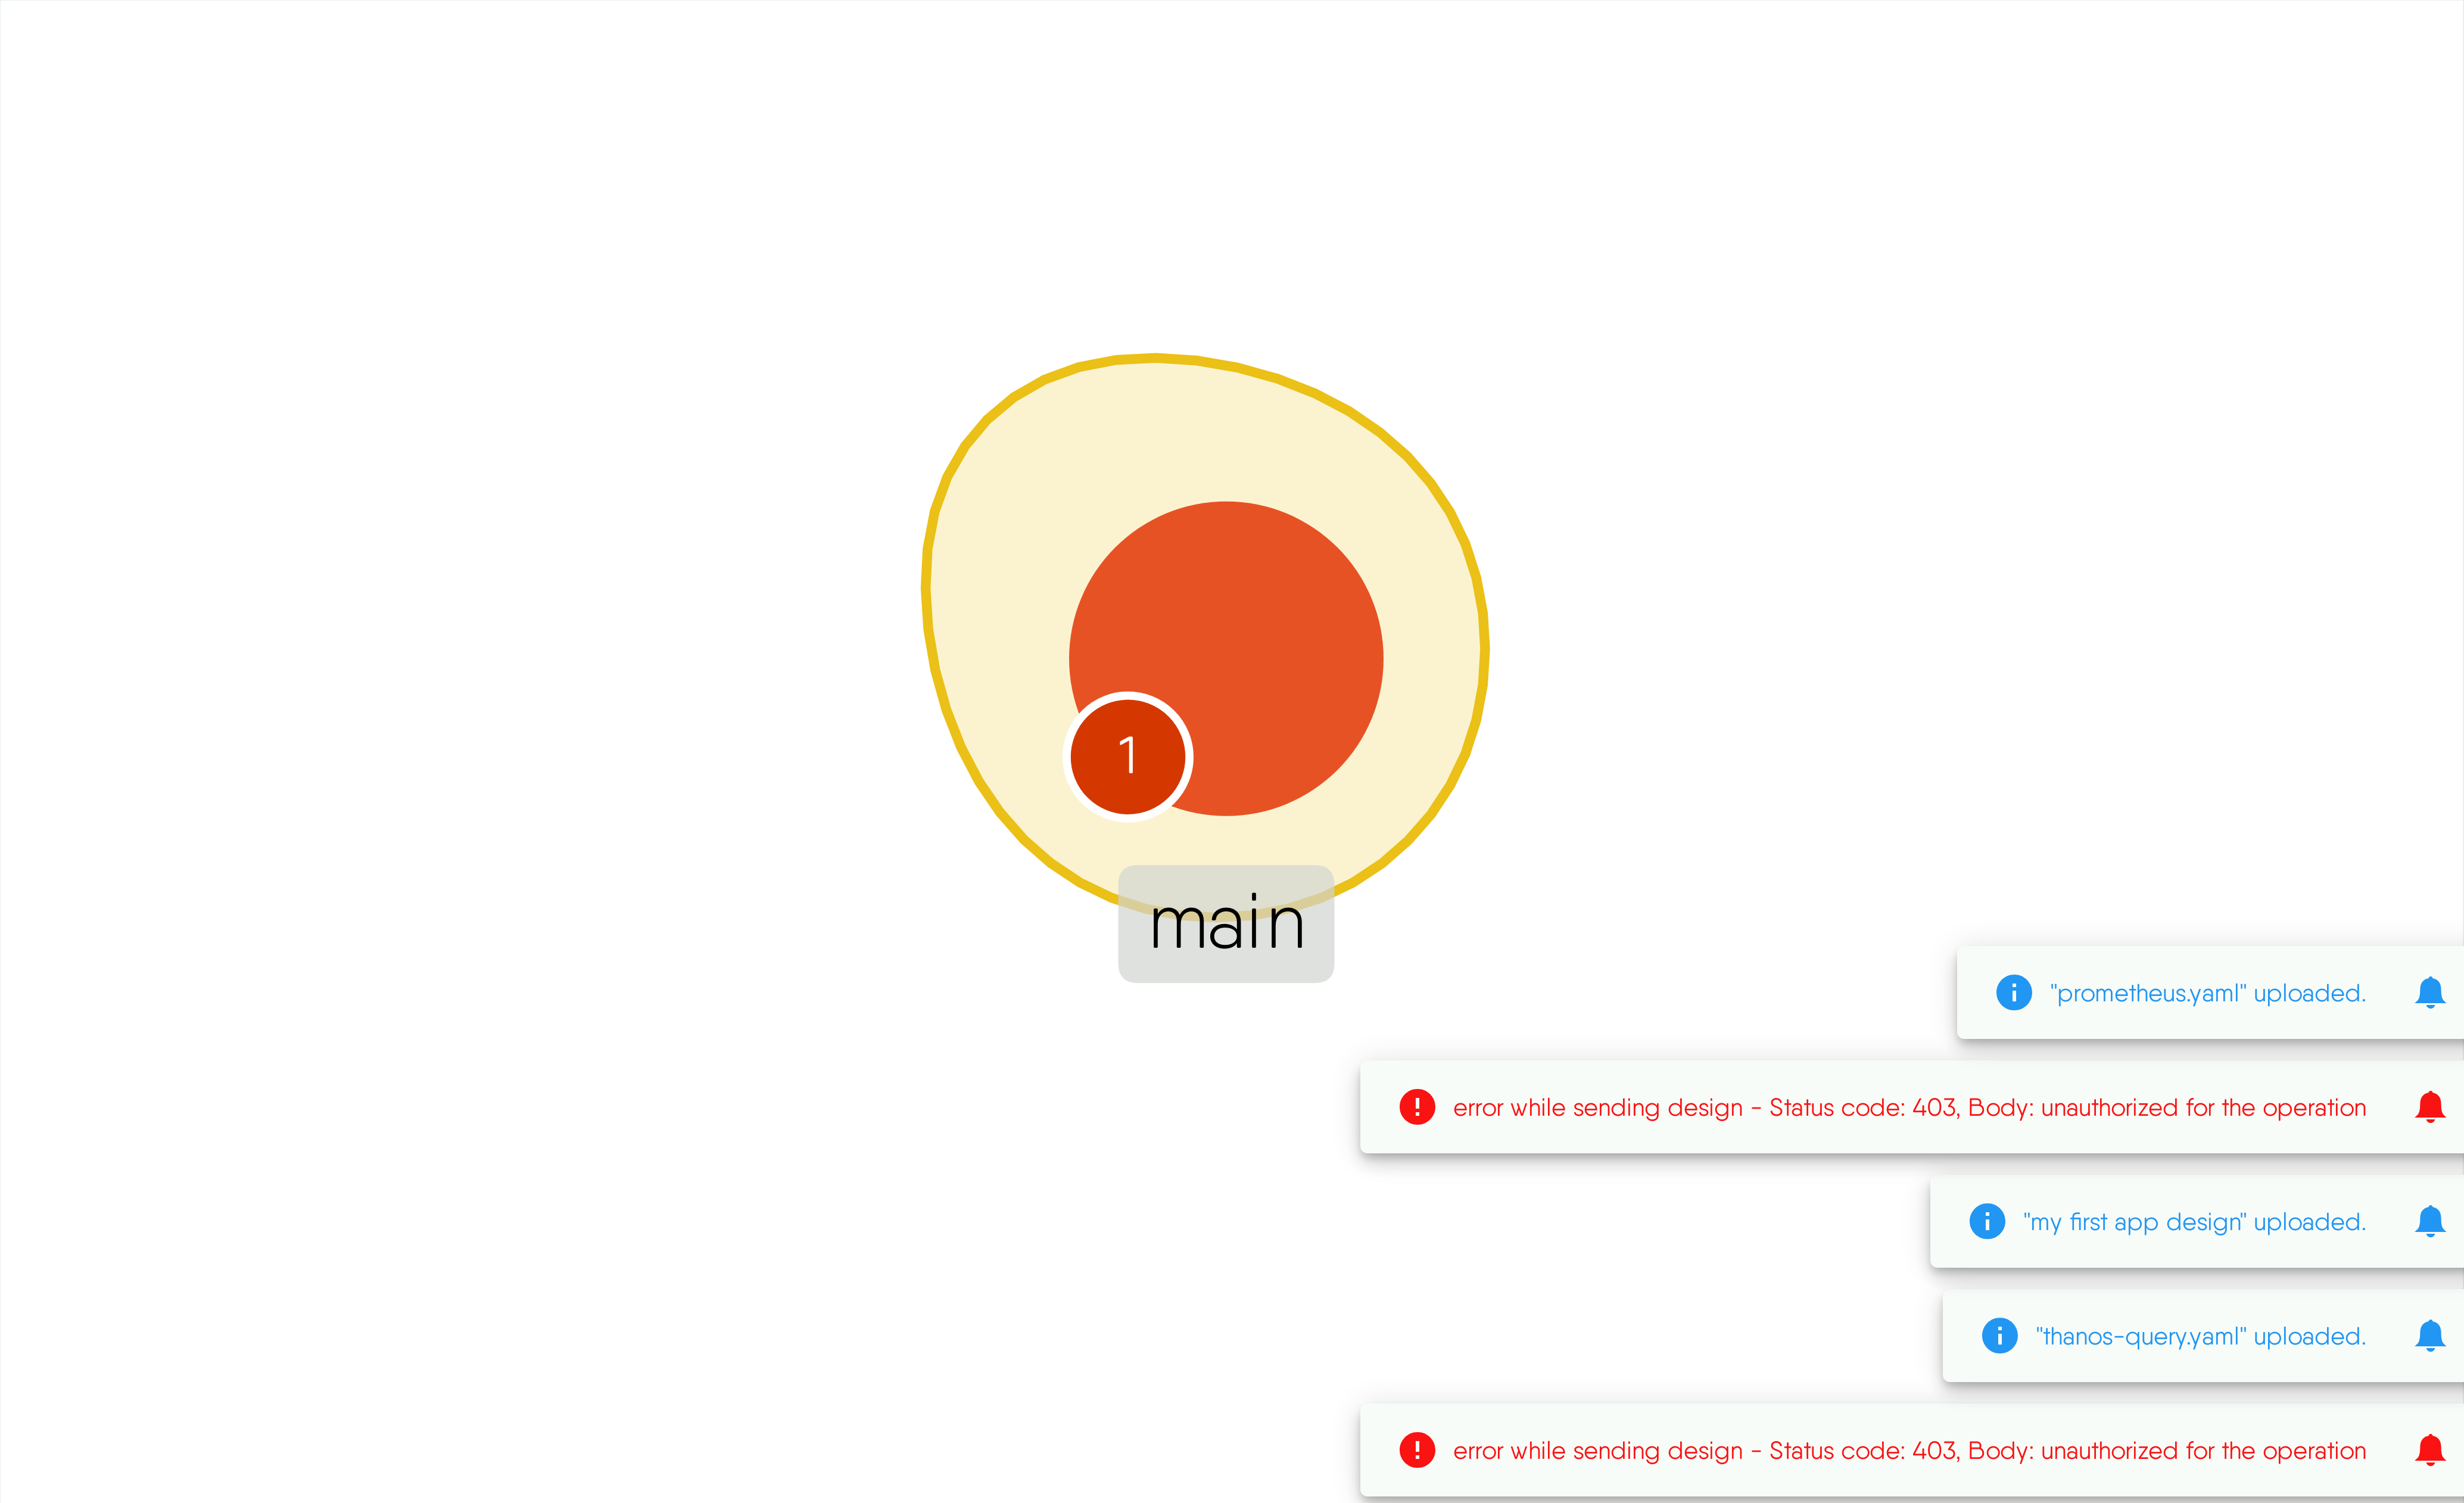 1
main
"prometheus.yaml" uploaded.
error while sending design - Status code: 403, Body: unauthorized for the operation
"my first app design" uploaded.
"thanos-query.yaml" uploaded.
error while sending design - Status code: 403, Body: unauthorized for the operation